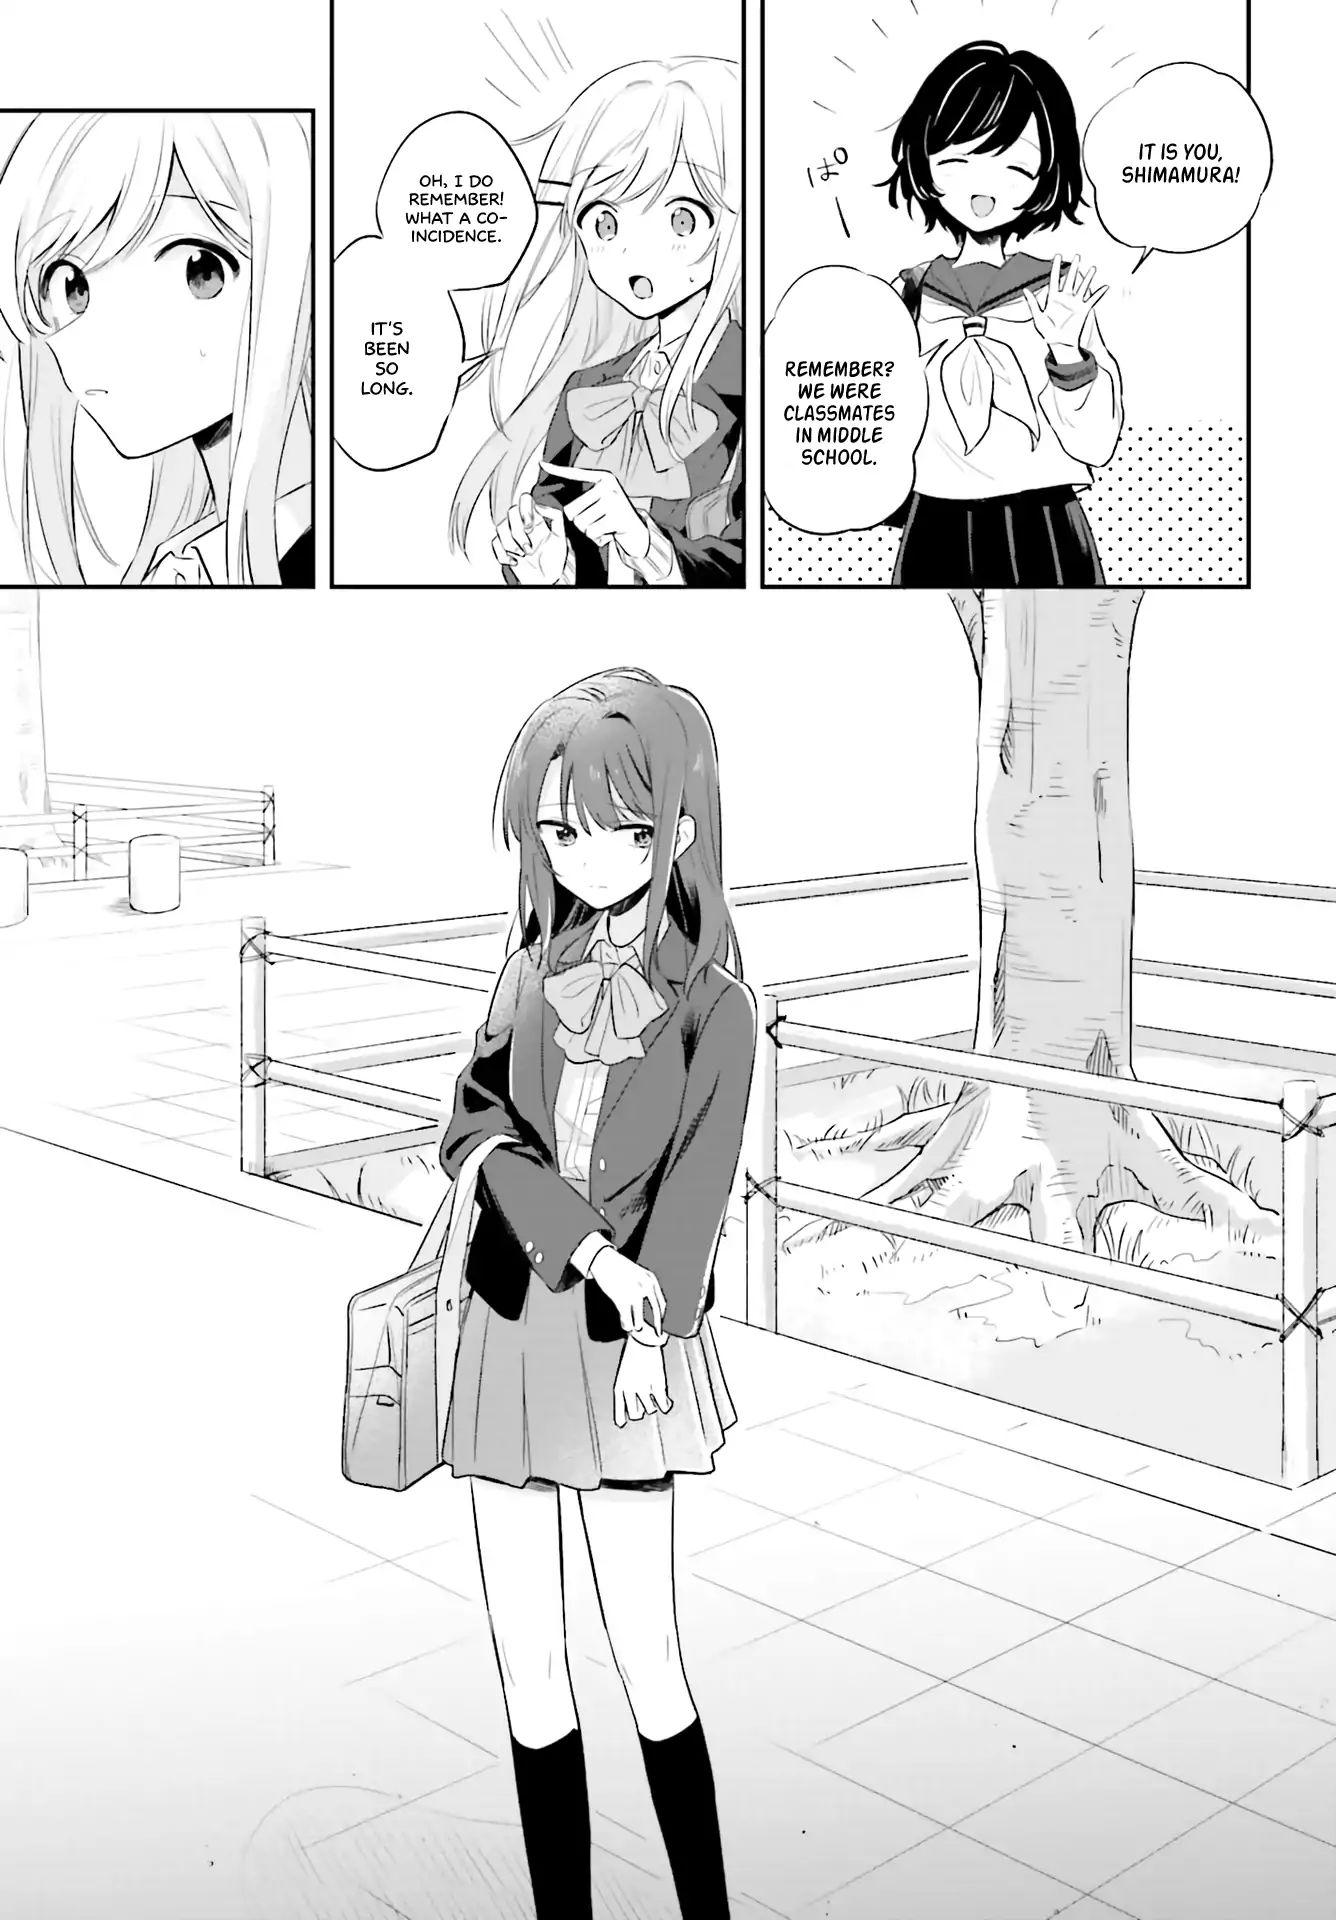 IT IS YOU,
SHIMAMURA!
ぱー
REMEMBER?
WE WERE
CLASSMATES
IN MIDDLE
SCHOOL.
OH, I DO
REMEMBER!
WHAT A CO-
INCIDENCE.
IT'S
BEEN
SO
LONG.